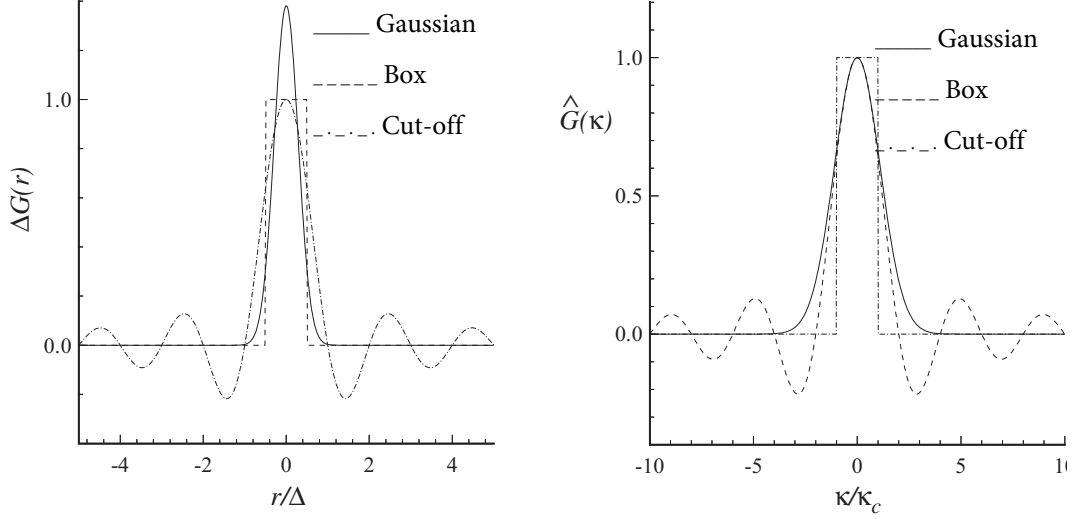 Gaussian
Box
Cut-off
1.0
0.0
ΔG(r)
-4 -2 0 2 4
r/Δ
Gaussian
Box
Cut-off
1.0
0.5
0.0
Ĝ(κ)
-10 -5 0 5 10
κ/κc